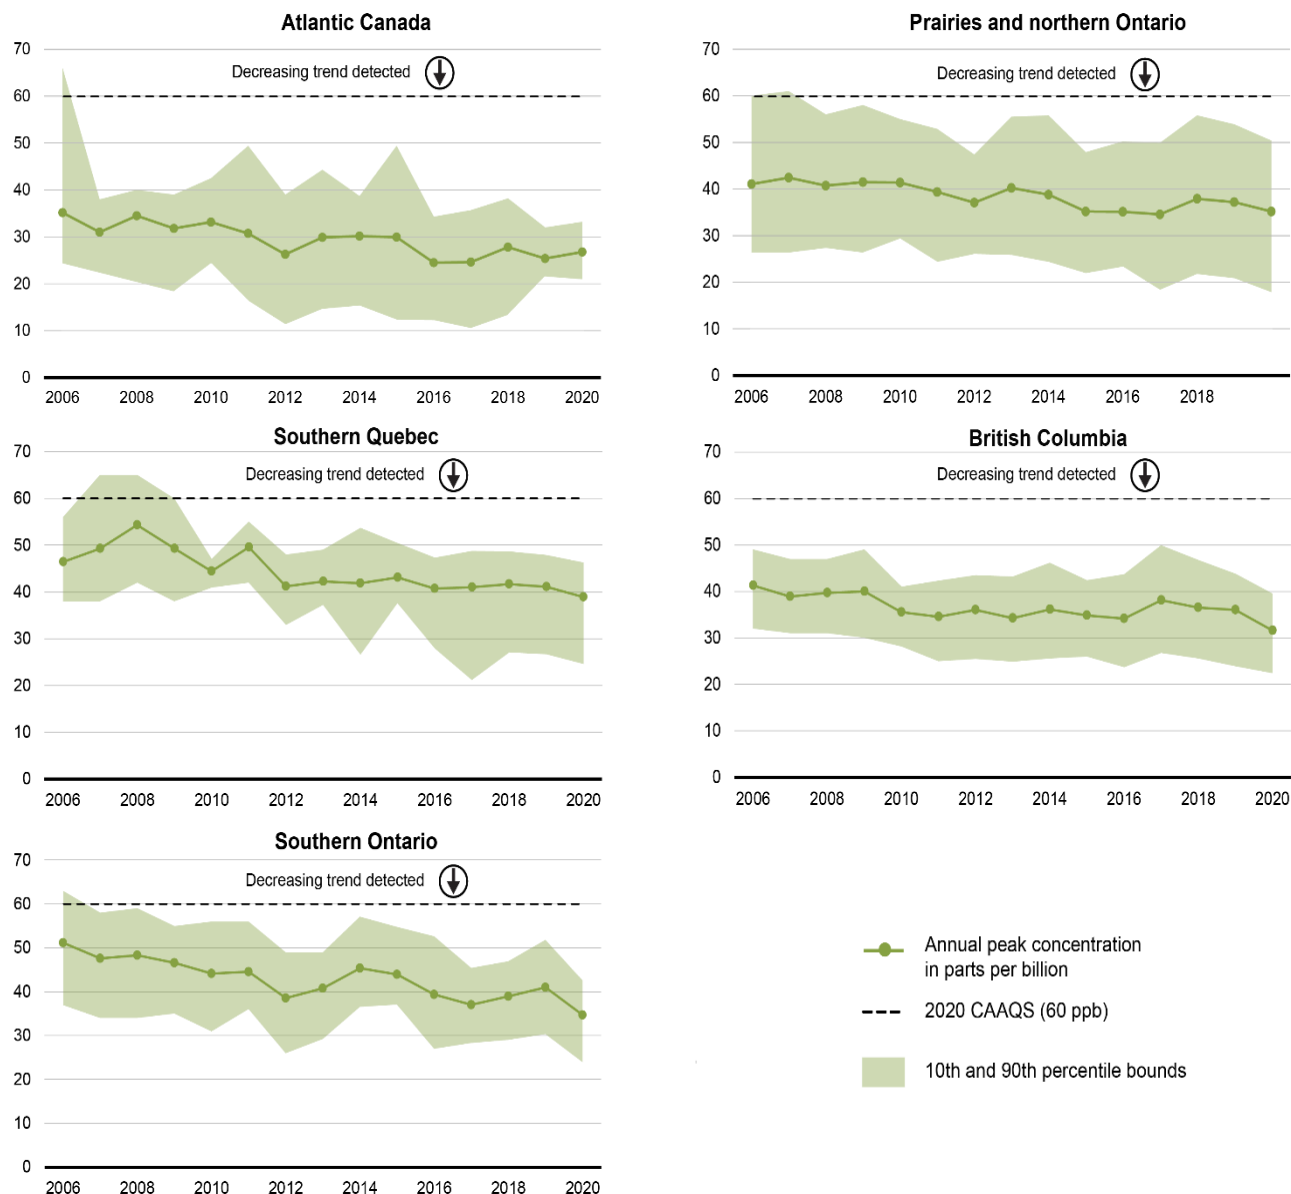 Atlantic Canada
70
Decreasing trend detected
60
50
40
30
20
10
0
2006 2008 2010 2012 2014 2016 2018 2020
Prairies and northern Ontario
70
Decreasing trend detected
60
50
40
30
20
10
0
2006 2008 2010 2012 2014 2016 2018
Southern Quebec
70
Decreasing trend detected
60
50
40
30
20
10
0
2006 2008 2010 2012 2014 2016 2018 2020
British Columbia
70
Decreasing trend detected
60
50
40
30
20
10
0
2006 2008 2010 2012 2014 2016 2018 2020
Southern Ontario
70
Decreasing trend detected
60
50
40
30
20
10
0
2006 2008 2010 2012 2014 2016 2018 2020
Annual peak concentration
in parts per billion
2020 CAAQS (60 ppb)
10th and 90th percentile bounds